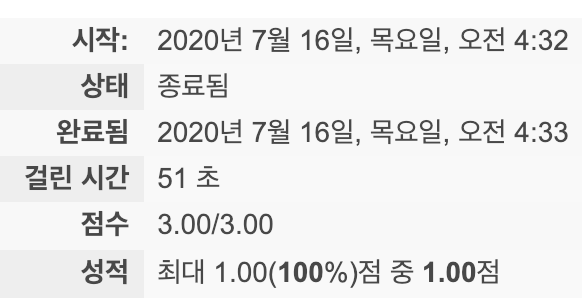 시작: 2020년 7월 16일, 목요일, 오전 4:32
상태 종료됨
완료됨 2020년 7월 16일, 목요일, 오전 4:33
걸린 시간 51 초
점수 3.00/3.00
성적 최대 1.00(100%)점 중 1.00점